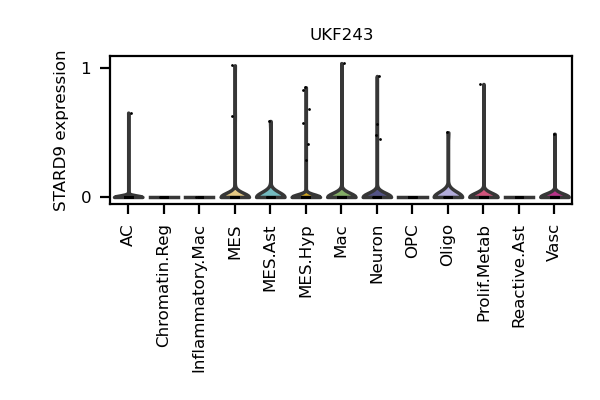 UKF243
STARD9 expression
1
0
AC
Chromatin.Reg
Inflammatory.Mac
MES
MES.Ast
MES.Hyp
Mac
Neuron
OPC
Oligo
Prolif.Metab
Reactive.Ast
Vasc